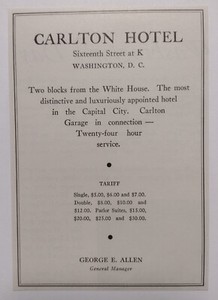 CARLTON HOTEL
Sixteenth Street at K
WASHINGTON, D. C.
Two blocks from the White House. The most
distinctive and luxuriously appointed hotel
in the Capital City. Carlton
Garage in connection —
Twenty-four hour
service.
TARIFF
Single, $5.00, $6.00 and $7.00.
Double, $8.00, $10.00 and
$12.00. Parlor Suites, $15.00,
$20.00, $25.00 and $30.00.
GEORGE E. ALLEN
General Manager